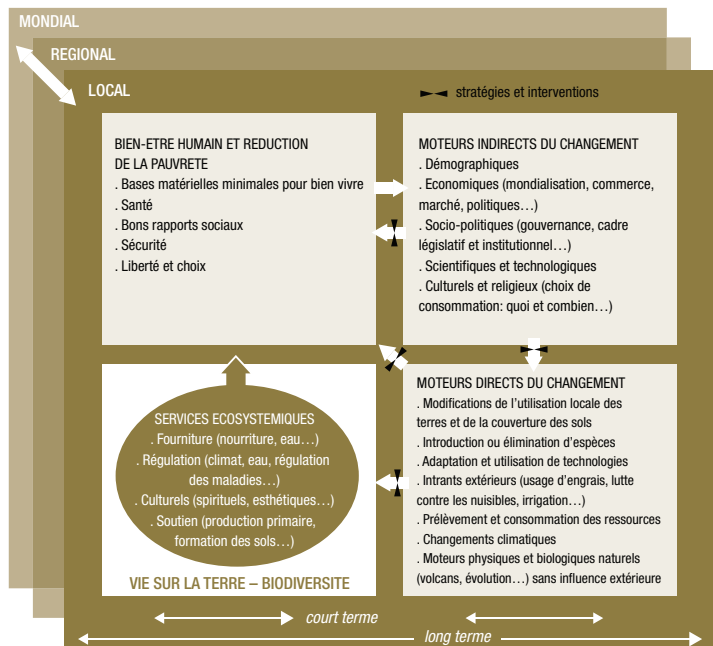 MONDIAL
REGIONAL
LOCAL
stratégies et interventions
BIEN-ETRE HUMAIN ET REDUCTION
DE LA PAUVRETE
. Bases matérielles minimales pour bien vivre
. Santé
. Bons rapports sociaux
. Sécurité
. Liberté et choix
MOTEURS INDIRECTS DU CHANGEMENT
. Démographiques
. Economiques (mondialisation, commerce,
marché, politiques…)
. Socio-politiques (gouvernance, cadre
législatif et institutionnel…)
. Scientifiques et technologiques
. Culturels et religieux (choix de
consommation: quoi et combien…)
SERVICES ECOSYSTEMIQUES
. Fourniture (nourriture, eau…)
. Régulation (climat, eau, régulation
des maladies…)
. Culturels (spirituels, esthétiques…)
. Soutien (production primaire,
formation des sols…)
VIE SUR LA TERRE – BIODIVERSITE
MOTEURS DIRECTS DU CHANGEMENT
. Modifications de l'utilisation locale des
terres et de la couverture des sols
. Introduction ou élimination d'espèces
. Adaptation et utilisation de technologies
. Intrants extérieurs (usage d'engrais, lutte
contre les nuisibles, irrigation…)
. Prélèvement et consommation des ressources
. Changements climatiques
. Moteurs physiques et biologiques naturels
(volcans, évolution…) sans influence extérieure
court terme
long terme